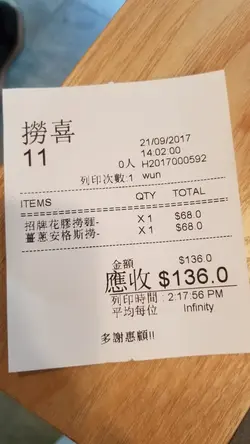 撈喜
11
21/09/2017
14:02:00
0人 H2017000592
列印次數:1 wun
ITEMS QTY TOTAL
招牌花膠撈麵- X 1 $68.0
薑蔥安格斯撈- X 1 $68.0
金額 $136.0
應收 $136.0
列印時間 : 2:17:56 PM
平均每位 Infinity
多謝惠顧!!